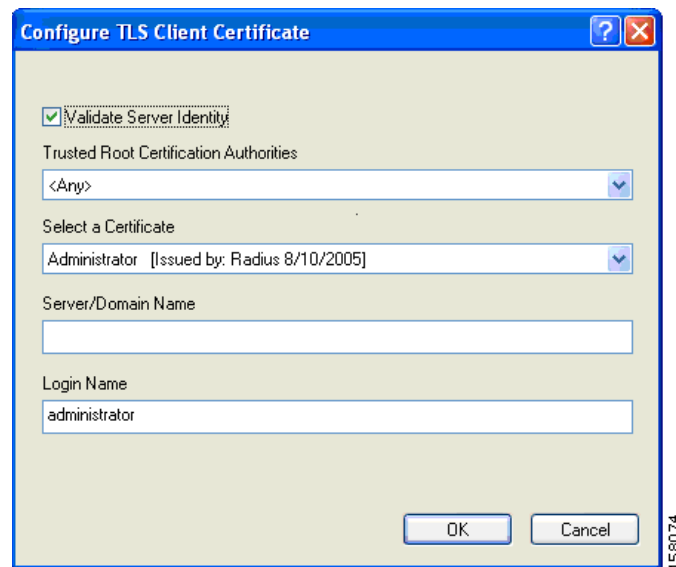 Configure TLS Client Certificate
Validate Server Identity
Trusted Root Certification Authorities
<Any>
Select a Certificate
Administrator [Issued by: Radius 8/10/2005]
Server/Domain Name
Login Name
administrator
OK Cancel
158074